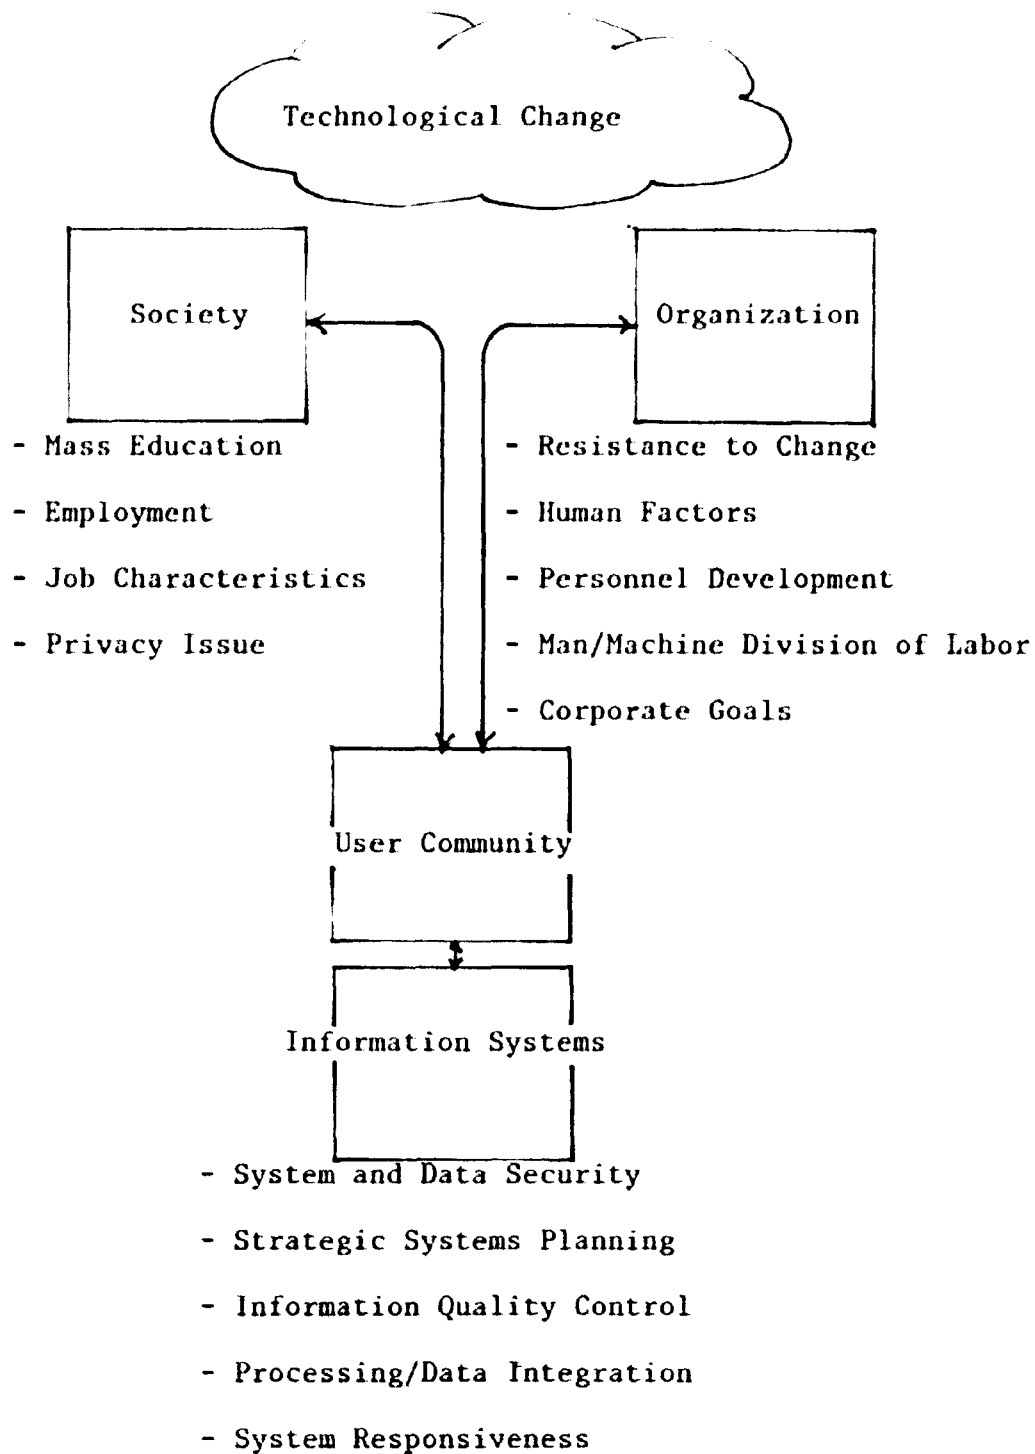 Technological Change
Society
Organization
- Mass Education
- Employment
- Job Characteristics
- Privacy Issue
- Resistance to Change
- Human Factors
- Personnel Development
- Man/Machine Division of Labor
- Corporate Goals
User Community
Information Systems
- System and Data Security
- Strategic Systems Planning
- Information Quality Control
- Processing/Data Integration
- System Responsiveness